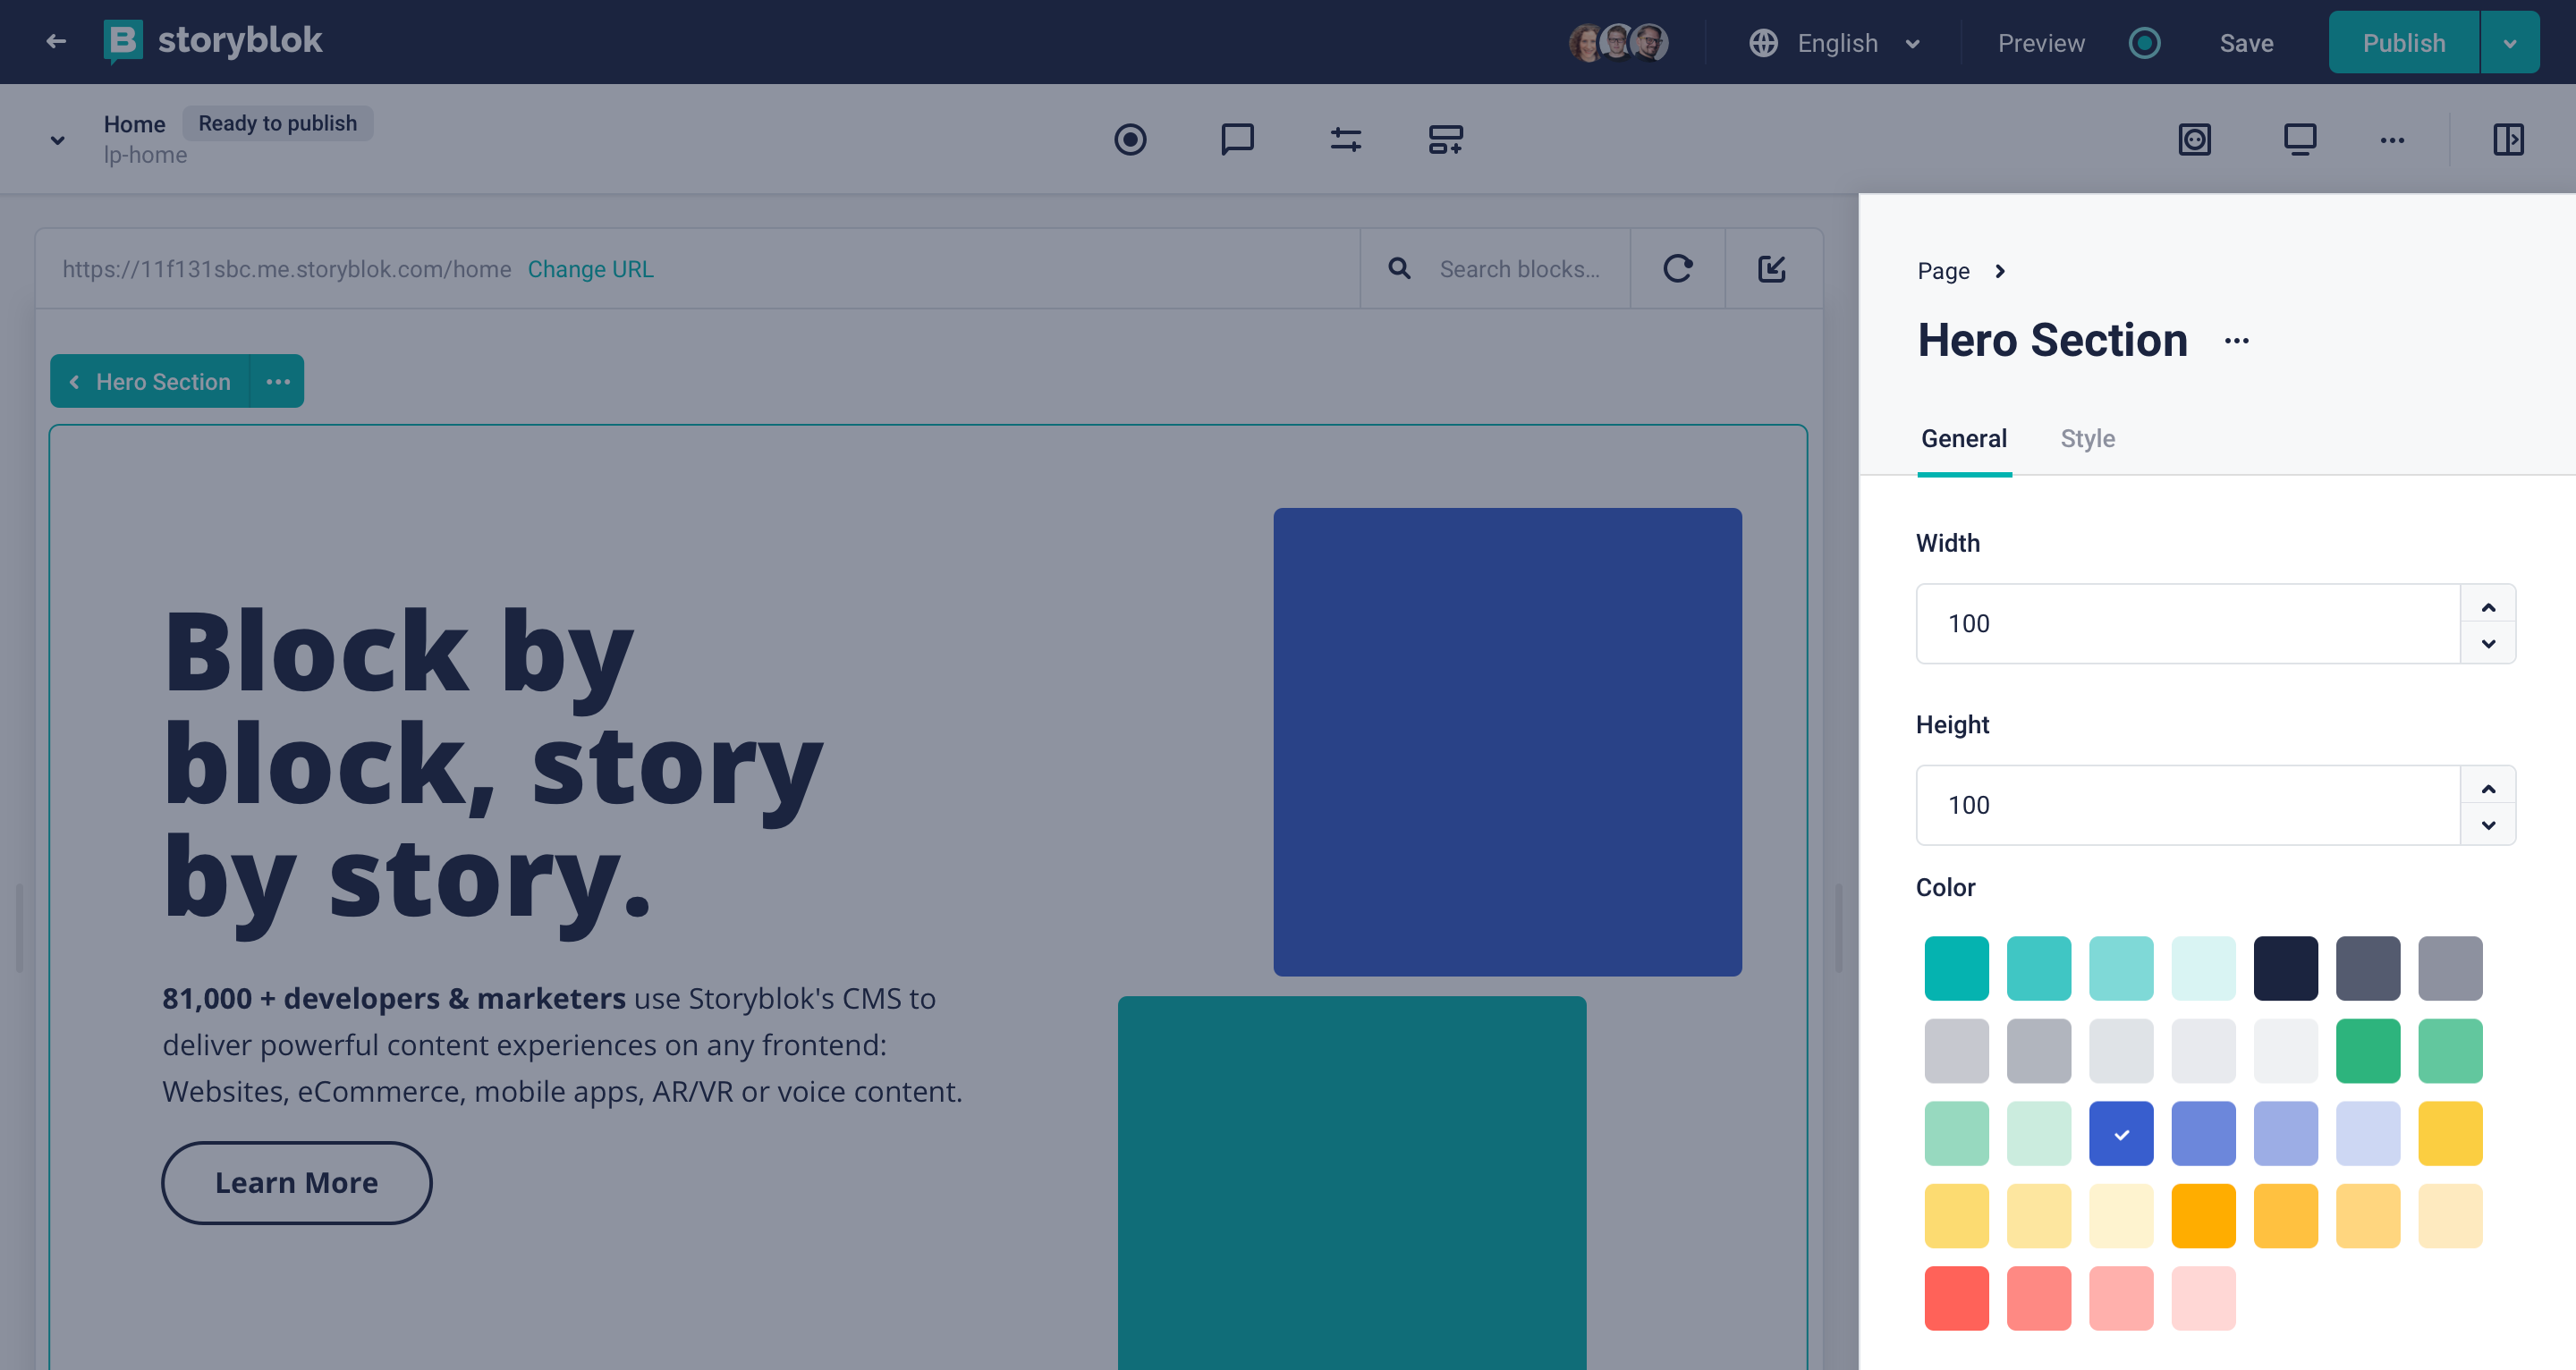 storyblok
English
Preview
Save
Publish
Home
Ready to publish
lp-home
https://11f131sbc.me.storyblok.com/home
Change URL
Search blocks...
Hero Section
Block by
block, story
by story.
81,000 + developers & marketers use Storyblok's CMS to
deliver powerful content experiences on any frontend:
Websites, eCommerce, mobile apps, AR/VR or voice content.
Learn More
Page
Hero Section
General
Style
Width
100
Height
100
Color